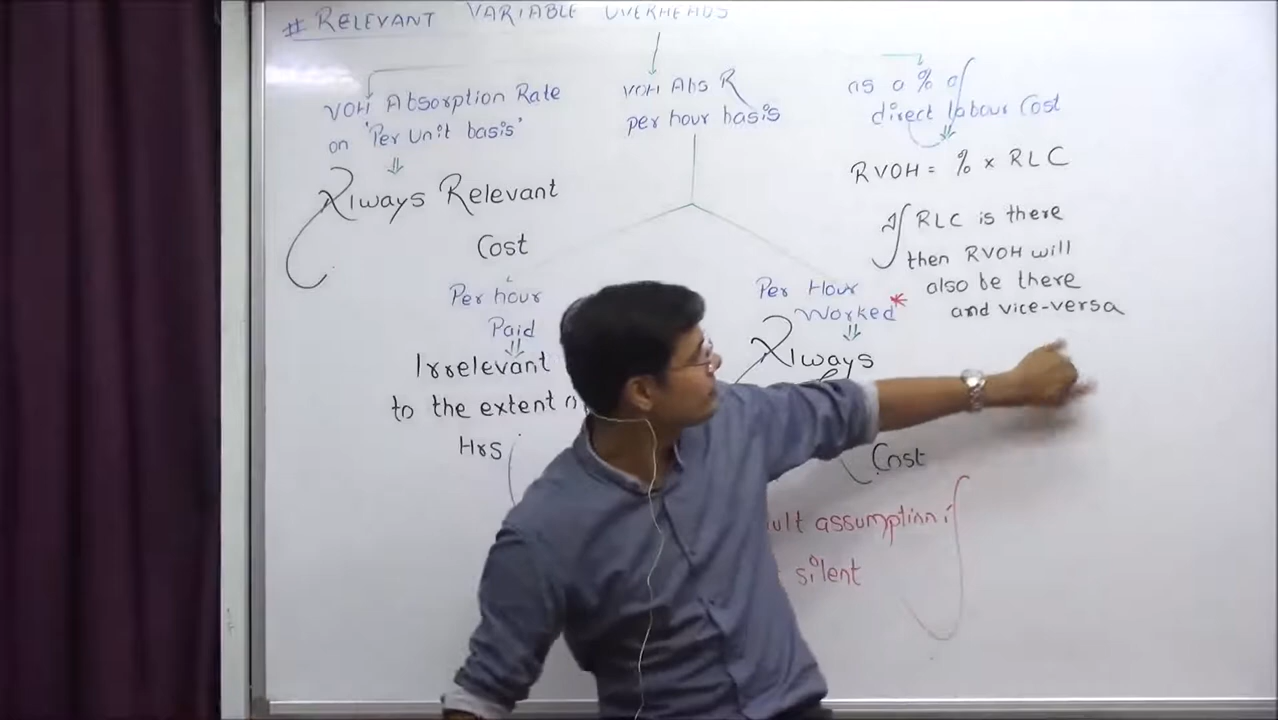 # RELEVANT VARIABLE OVERHEADS
VOH Absorption Rate
on 'Per Unit basis'
Always Relevant
Cost
VOH Abs R
per hour basis
Per hour
Paid
Irrelevant
to the extent
Hrs
Per Hour
Worked*
Always
Cost
assumption if
silent
as a % of
direct labour Cost
RVOH = % × RLC
If RLC is there
then RVOH will
also be there
and vice-versa